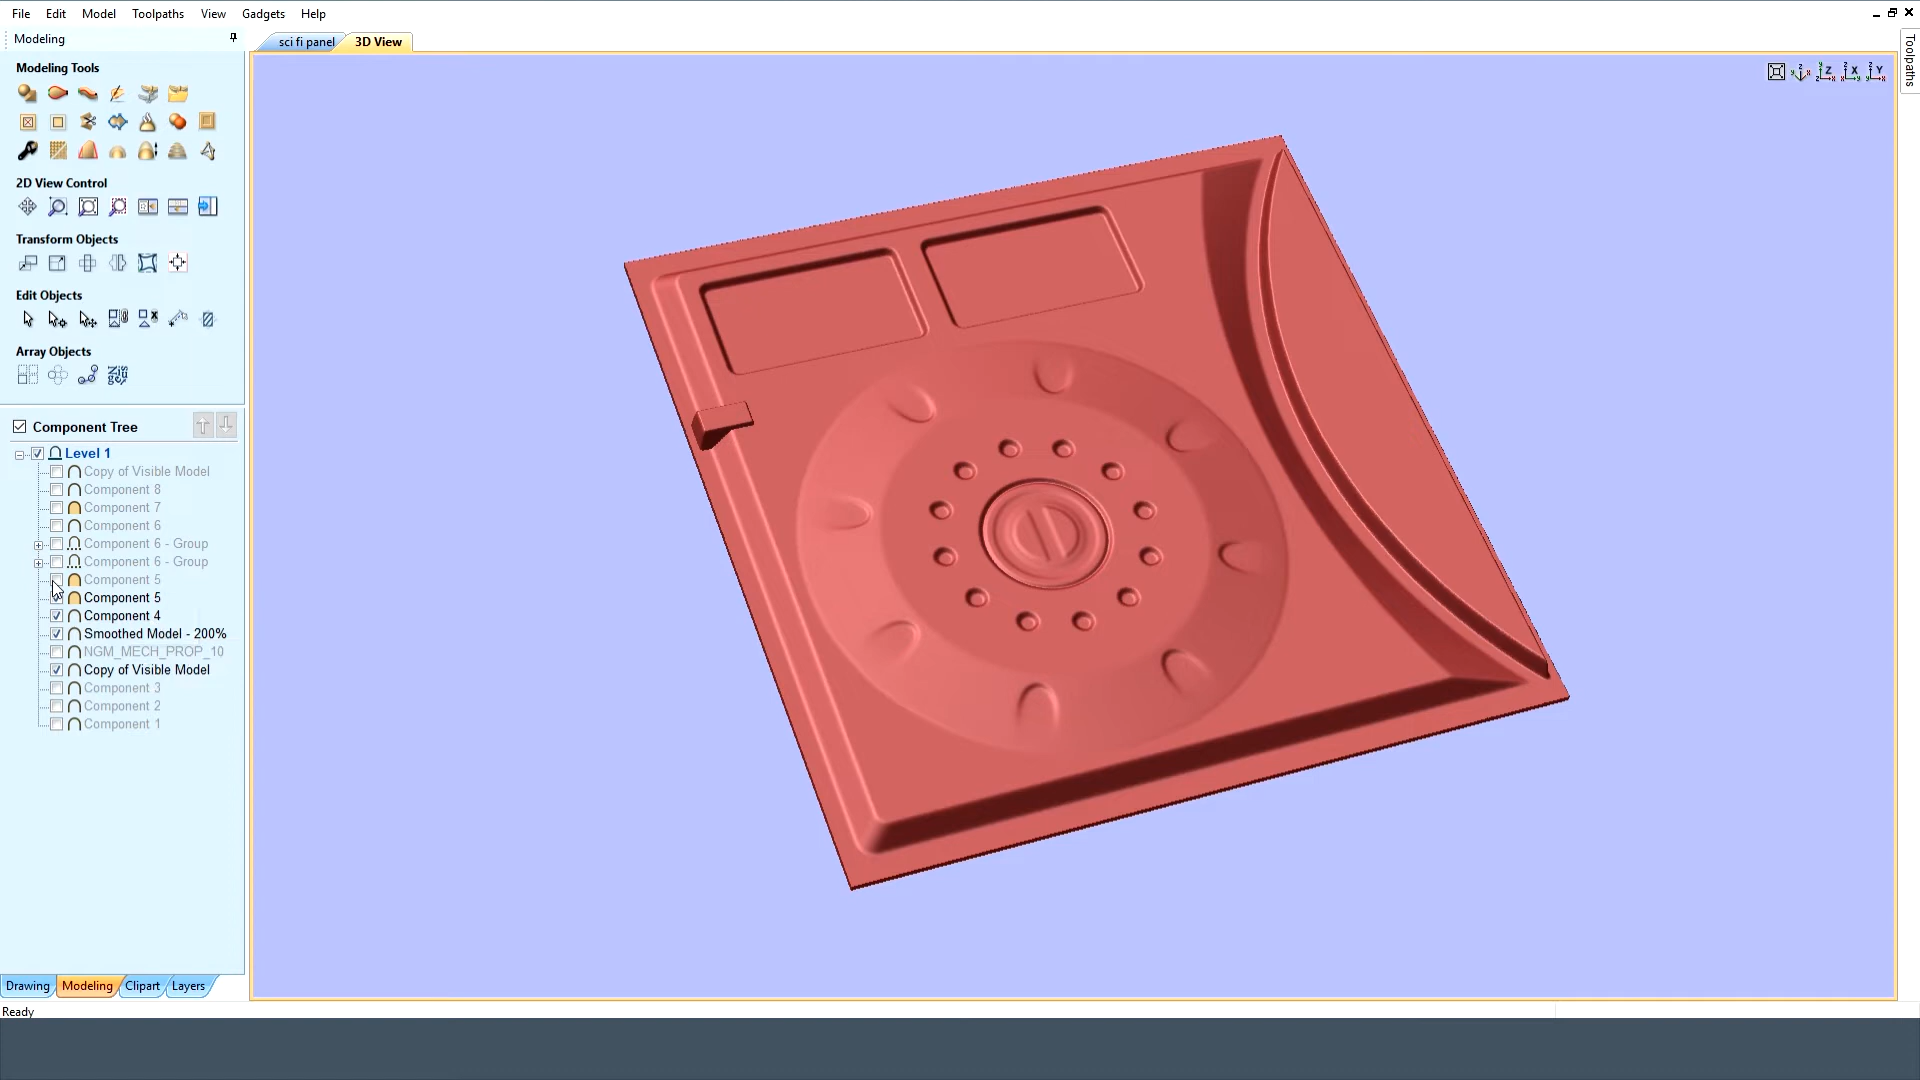 File Edit Model Toolpaths View Gadgets Help
Modeling
sci fi panel
3D View
Toolpaths
Modeling Tools
2D View Control
Transform Objects
Edit Objects
Array Objects
Component Tree
Level 1
Copy of Visible Model
Component 8
Component 7
Component 6
Component 6 - Group
Component 6 - Group
Component 5
Component 5
Component 4
Smoothed Model - 200%
NGM_MECH_PROP_10
Copy of Visible Model
Component 3
Component 2
Component 1
Drawing Modeling Clipart Layers
Ready